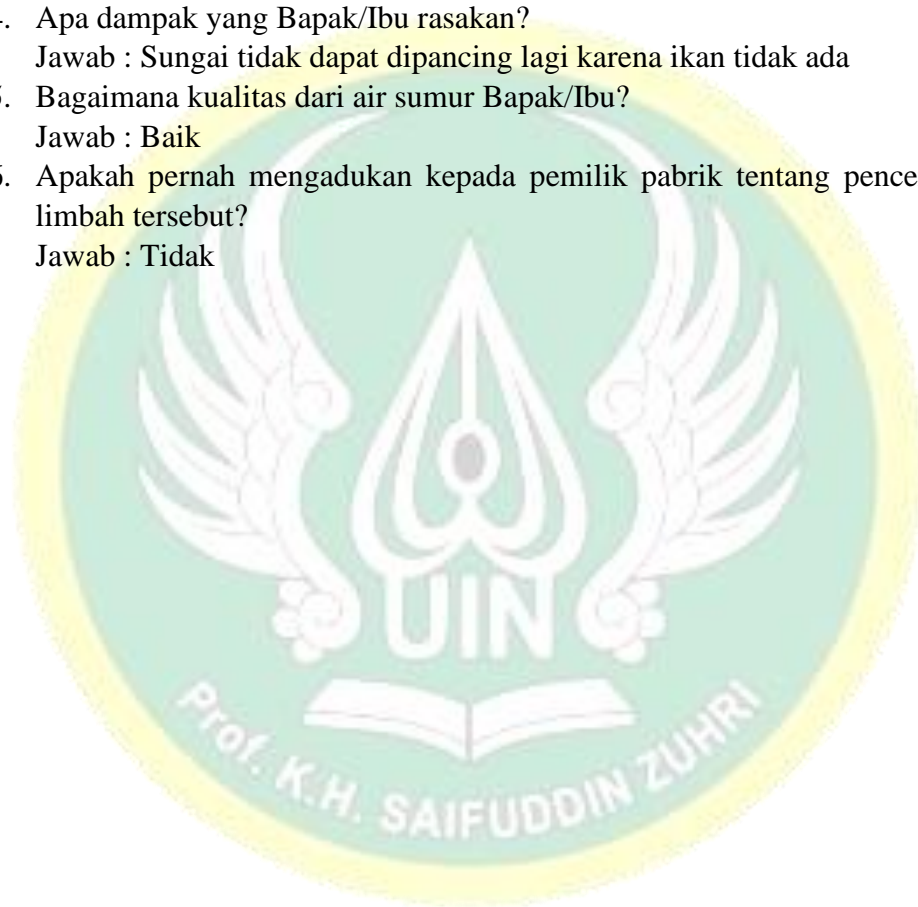 Apa dampak yang Bapak/Ibu rasakan?
Jawab : Sungai tidak dapat dipancing lagi karena ikan tidak ada
Bagaimana kualitas dari air sumur Bapak/Ibu?
Jawab : Baik
Apakah pernah mengadukan kepada pemilik pabrik tentang pence
limbah tersebut?
Jawab : Tidak
UIN
Prof. K.H. SAIFUDDIN ZUHRI